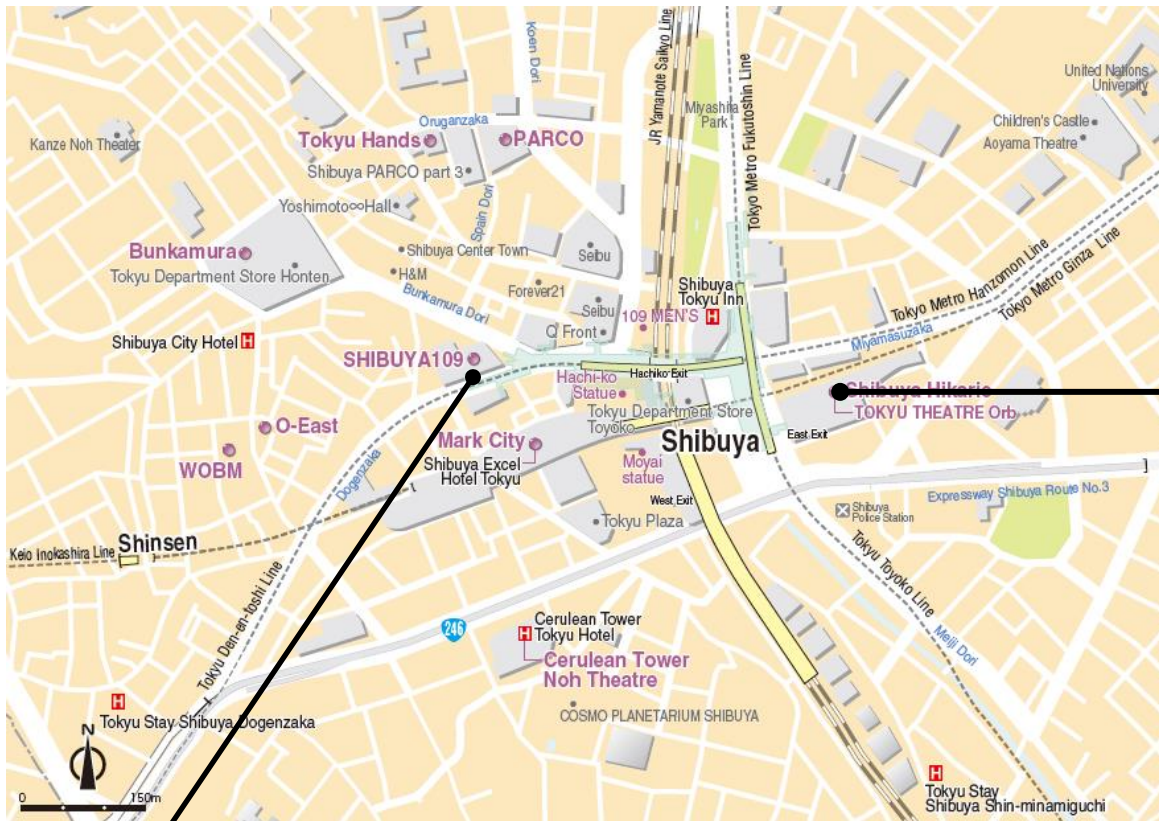 Koen Dori
JR Yamanote Saikyo Line
Miyashita
Park
Tokyo Metro Fukutoshin Line
United Nations
University
Children's Castle
Aoyama Theatre
Kanze Noh Theater
Oruganzaka
Tokyu Hands
PARCO
Shibuya PARCO part 3
Yoshimoto∞Hall
Spain Dori
Bunkamura
Tokyu Department Store Honten
Shibuya Center Town
H&M
Seibu
Forever21
Bunkamura Dori
Seibu
Q Front
109 MEN'S
Shibuya
Tokyu Inn
H
Tokyo Metro Hanzomon Line
Tokyo Metro Ginza Line
Miyamasuzaka
Shibuya City Hotel
H
SHIBUYA109
Hachiko Exit
Hachi-ko
Statue
Tokyu Department Store
Toyoko
Shibuya Hikarie
TOKYU THEATRE Orb
East Exit
O-East
WOBM
Mark City
Shibuya Excel
Hotel Tokyu
Shibuya
Moyai
statue
West Exit
Dogenzaka
Tokyu Plaza
Expressway Shibuya Route No.3
Shibuya
Police Station
Shinsen
Keio Inokashira Line
Tokyu Den-en-toshi Line
Tokyu Toyoko Line
Meiji Dori
246
H
Cerulean Tower
Tokyu Hotel
Cerulean Tower
Noh Theatre
COSMO PLANETARIUM SHIBUYA
H
Tokyu Stay Shibuya Dogenzaka
N
0
150m
H
Tokyu Stay
Shibuya Shin-minamiguchi